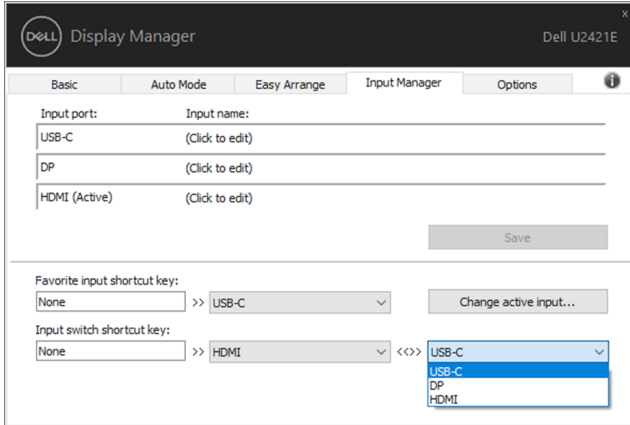 x
DELL Display Manager Dell U2421E
Basic Auto Mode Easy Arrange Input Manager Options i
Input port: Input name:
USB-C (Click to edit)
DP (Click to edit)
HDMI (Active) (Click to edit)
Save
Favorite input shortcut key:
None >> USB-C Change active input...
Input switch shortcut key:
None >> HDMI <<>> USB-C
USB-C
DP
HDMI